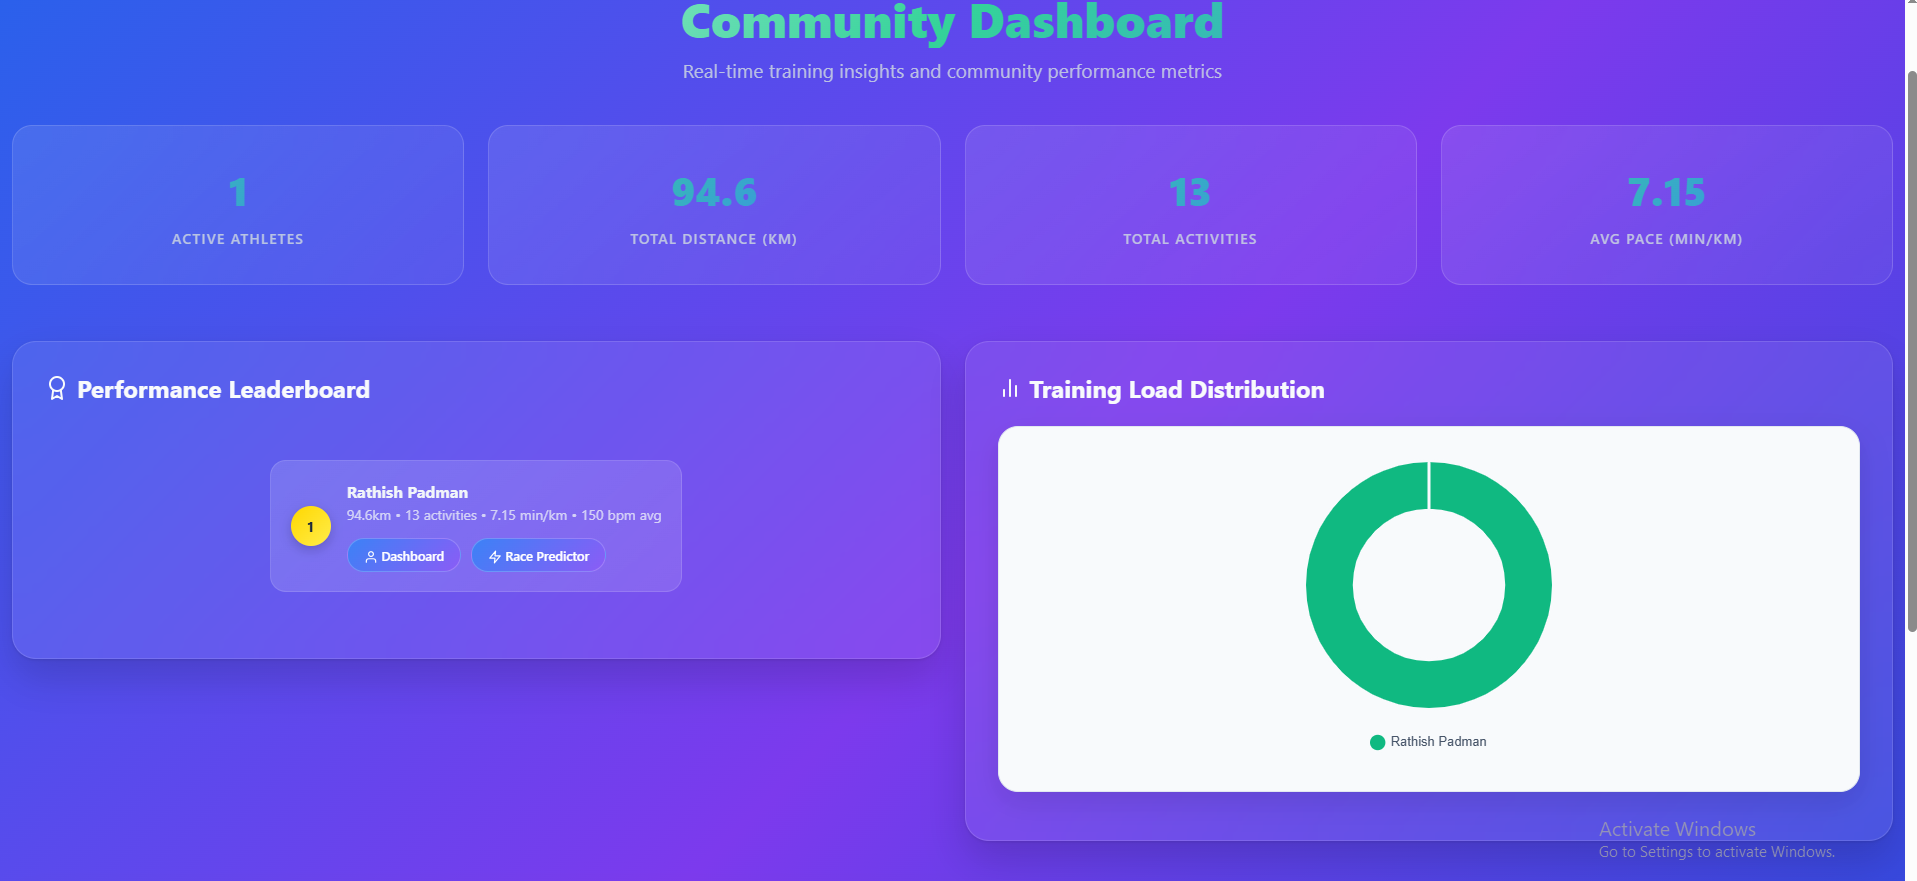 Community Dashboard
Real-time training insights and community performance metrics
1
ACTIVE ATHLETES
94.6
TOTAL DISTANCE (KM)
13
TOTAL ACTIVITIES
7.15
AVG PACE (MIN/KM)
Performance Leaderboard
1
Rathish Padman
94.6km • 13 activities • 7.15 min/km • 150 bpm avg
Dashboard
Race Predictor
Training Load Distribution
Rathish Padman
Activate Windows
Go to Settings to activate Windows.